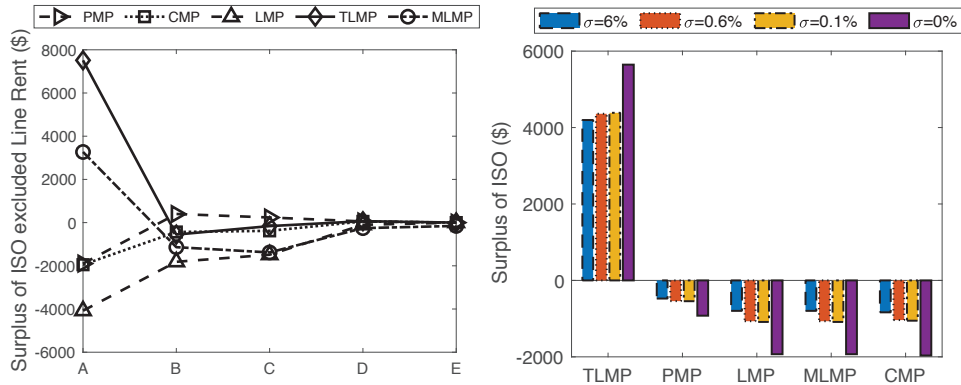 PMP CMP LMP TLMP MLMP
Surplus of ISO excluded Line Rent ($)
8000
6000
4000
2000
0
-2000
-4000
-6000
A B C D E
σ=6% σ=0.6% σ=0.1% σ=0%
Surplus of ISO ($)
6000
4000
2000
0
-2000
TLMP PMP LMP MLMP CMP